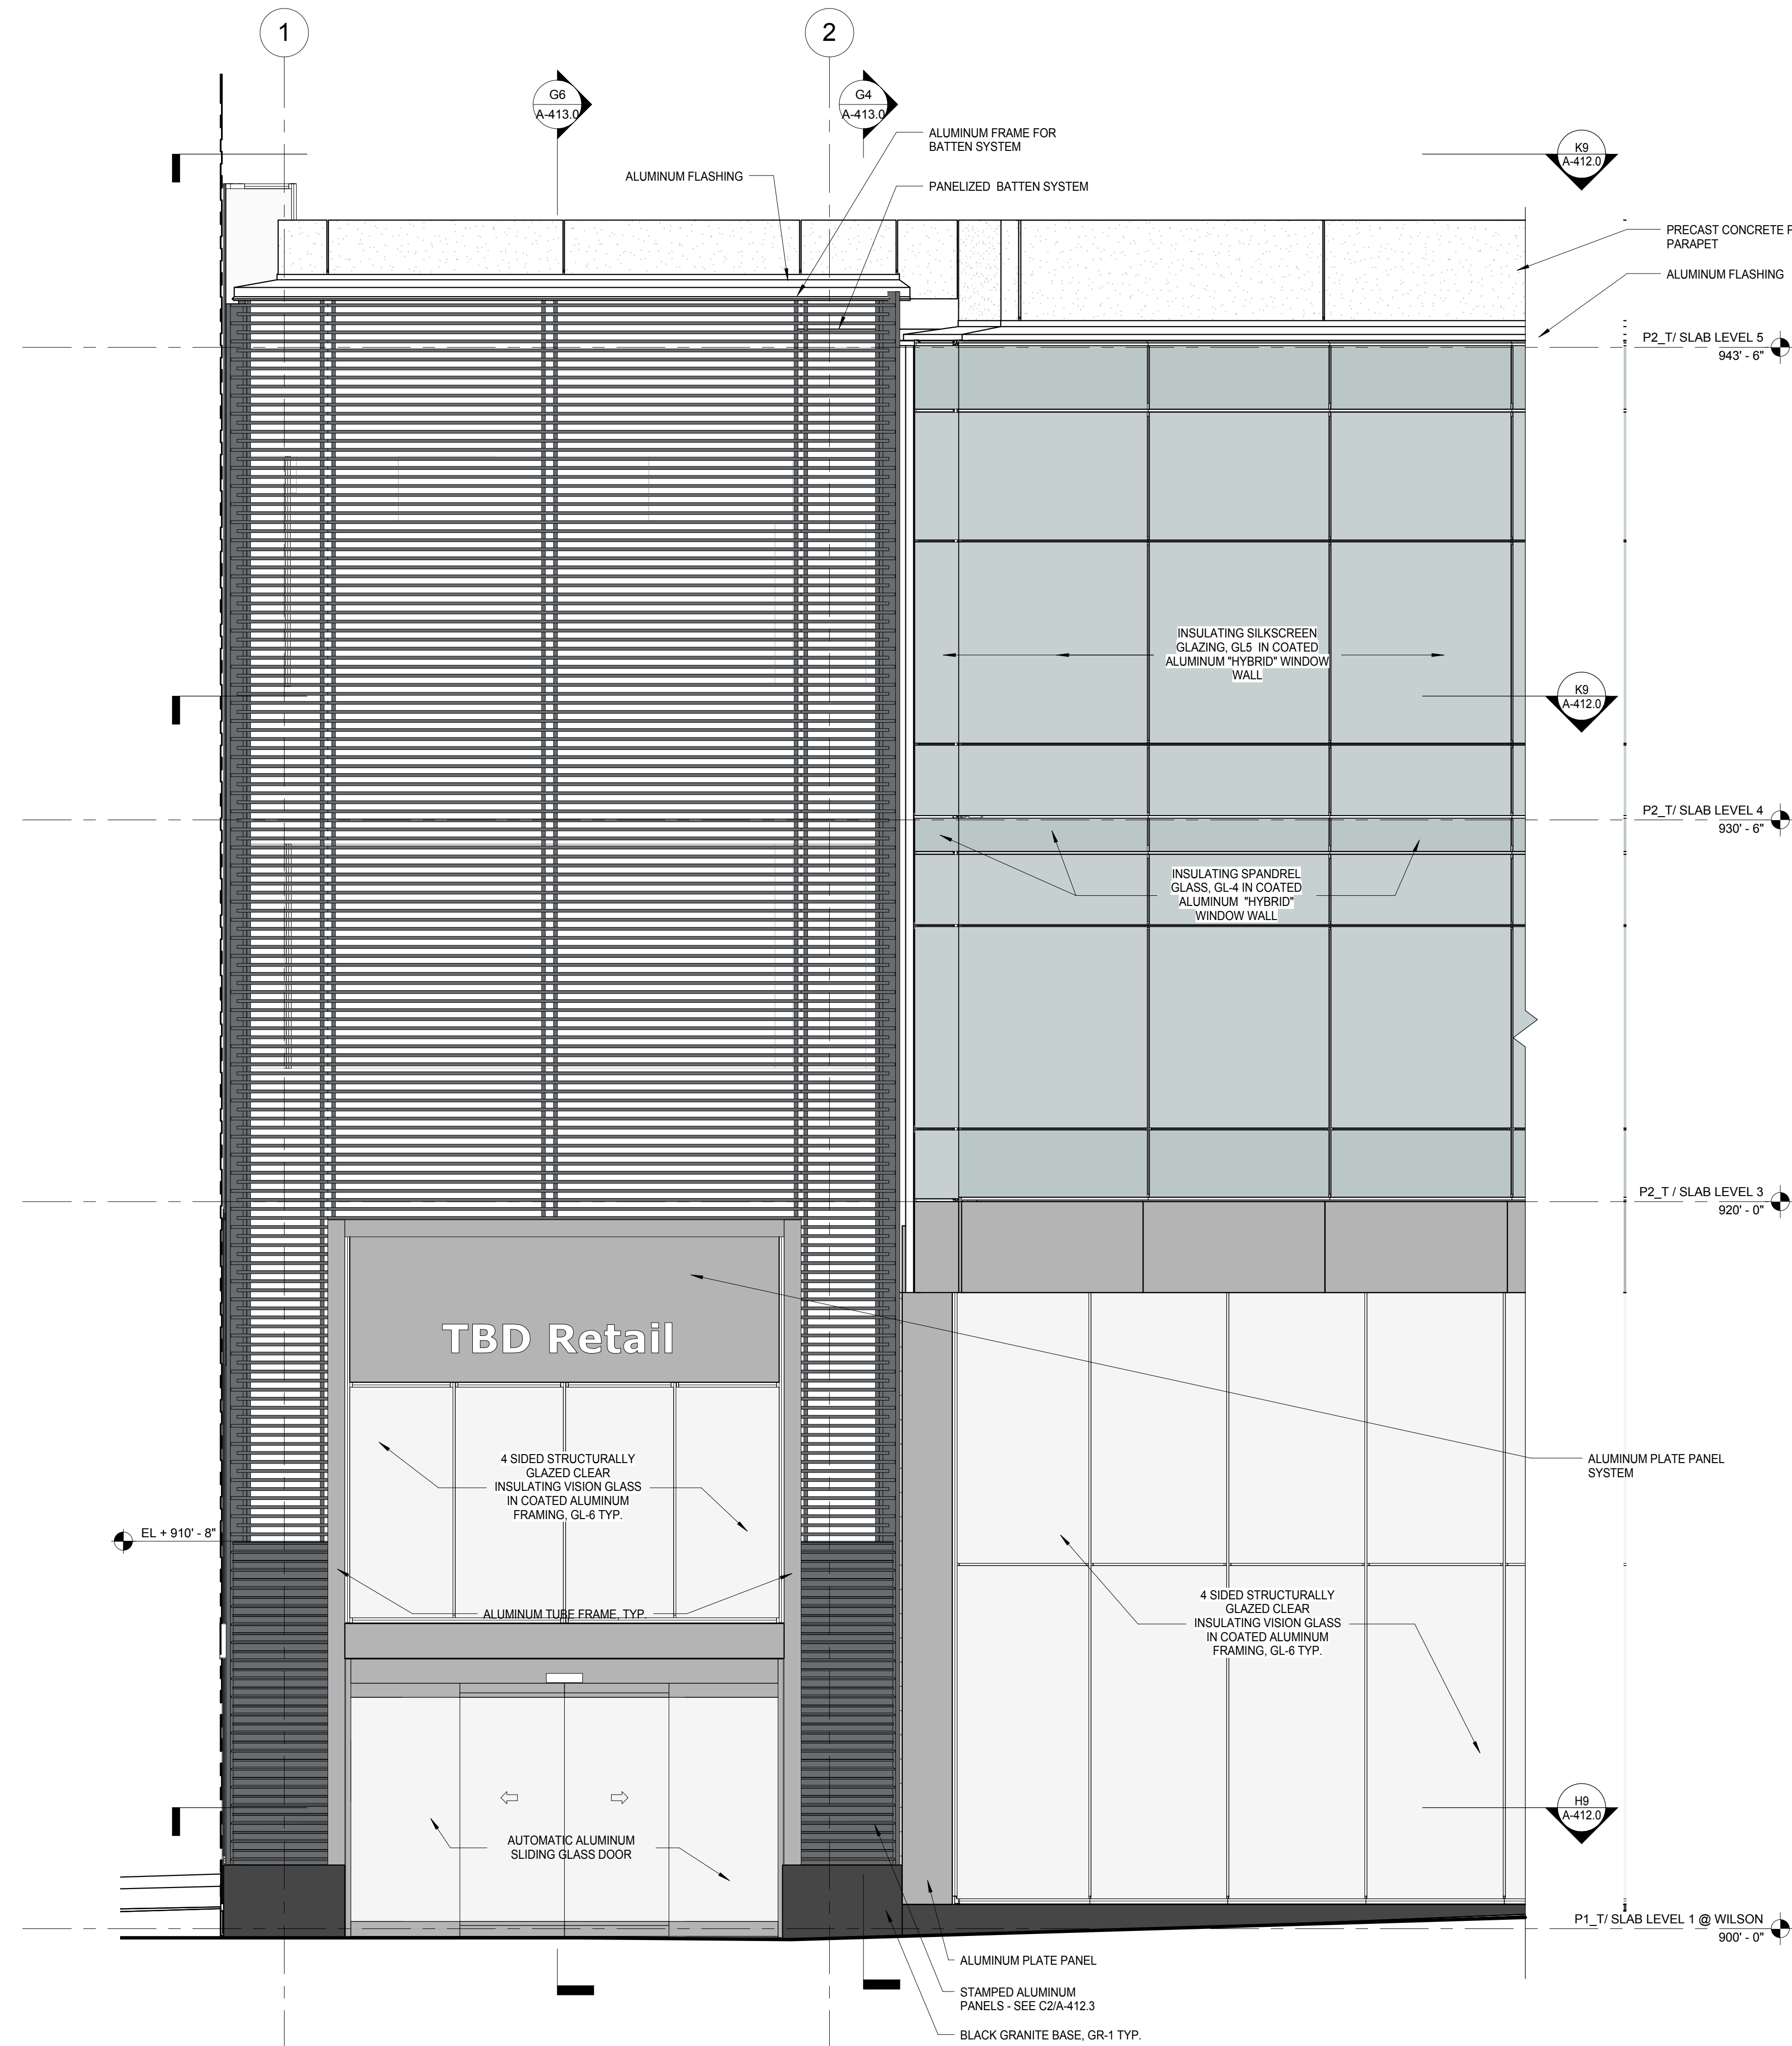 1
2
G6
A-413.0
G4
A-413.0
ALUMINUM FRAME FOR
BATTEN SYSTEM
K9
A-412.0
ALUMINUM FLASHING
PANELIZED BATTEN SYSTEM
PRECAST CONCRETE
PARAPET
ALUMINUM FLASHING
P2_T/ SLAB LEVEL 5
943' - 6"
INSULATING SILKSCREEN
GLAZING, GL5 IN COATED
ALUMINUM "HYBRID" WINDOW
WALL
K9
A-412.0
P2_T/ SLAB LEVEL 4
930' - 6"
INSULATING SPANDREL
GLASS, GL-4 IN COATED
ALUMINUM "HYBRID"
WINDOW WALL
P2_T / SLAB LEVEL 3
920' - 0"
TBD Retail
4 SIDED STRUCTURALLY
GLAZED CLEAR
INSULATING VISION GLASS
IN COATED ALUMINUM
FRAMING, GL-6 TYP.
ALUMINUM PLATE PANEL
SYSTEM
EL + 910' - 8"
ALUMINUM TUBE FRAME, TYP.
4 SIDED STRUCTURALLY
GLAZED CLEAR
INSULATING VISION GLASS
IN COATED ALUMINUM
FRAMING, GL-6 TYP.
H9
A-412.0
AUTOMATIC ALUMINUM
SLIDING GLASS DOOR
P1_T/ SLAB LEVEL 1 @ WILSON
900' - 0"
ALUMINUM PLATE PANEL
STAMPED ALUMINUM
PANELS - SEE C2/A-412.3
BLACK GRANITE BASE, GR-1 TYP.